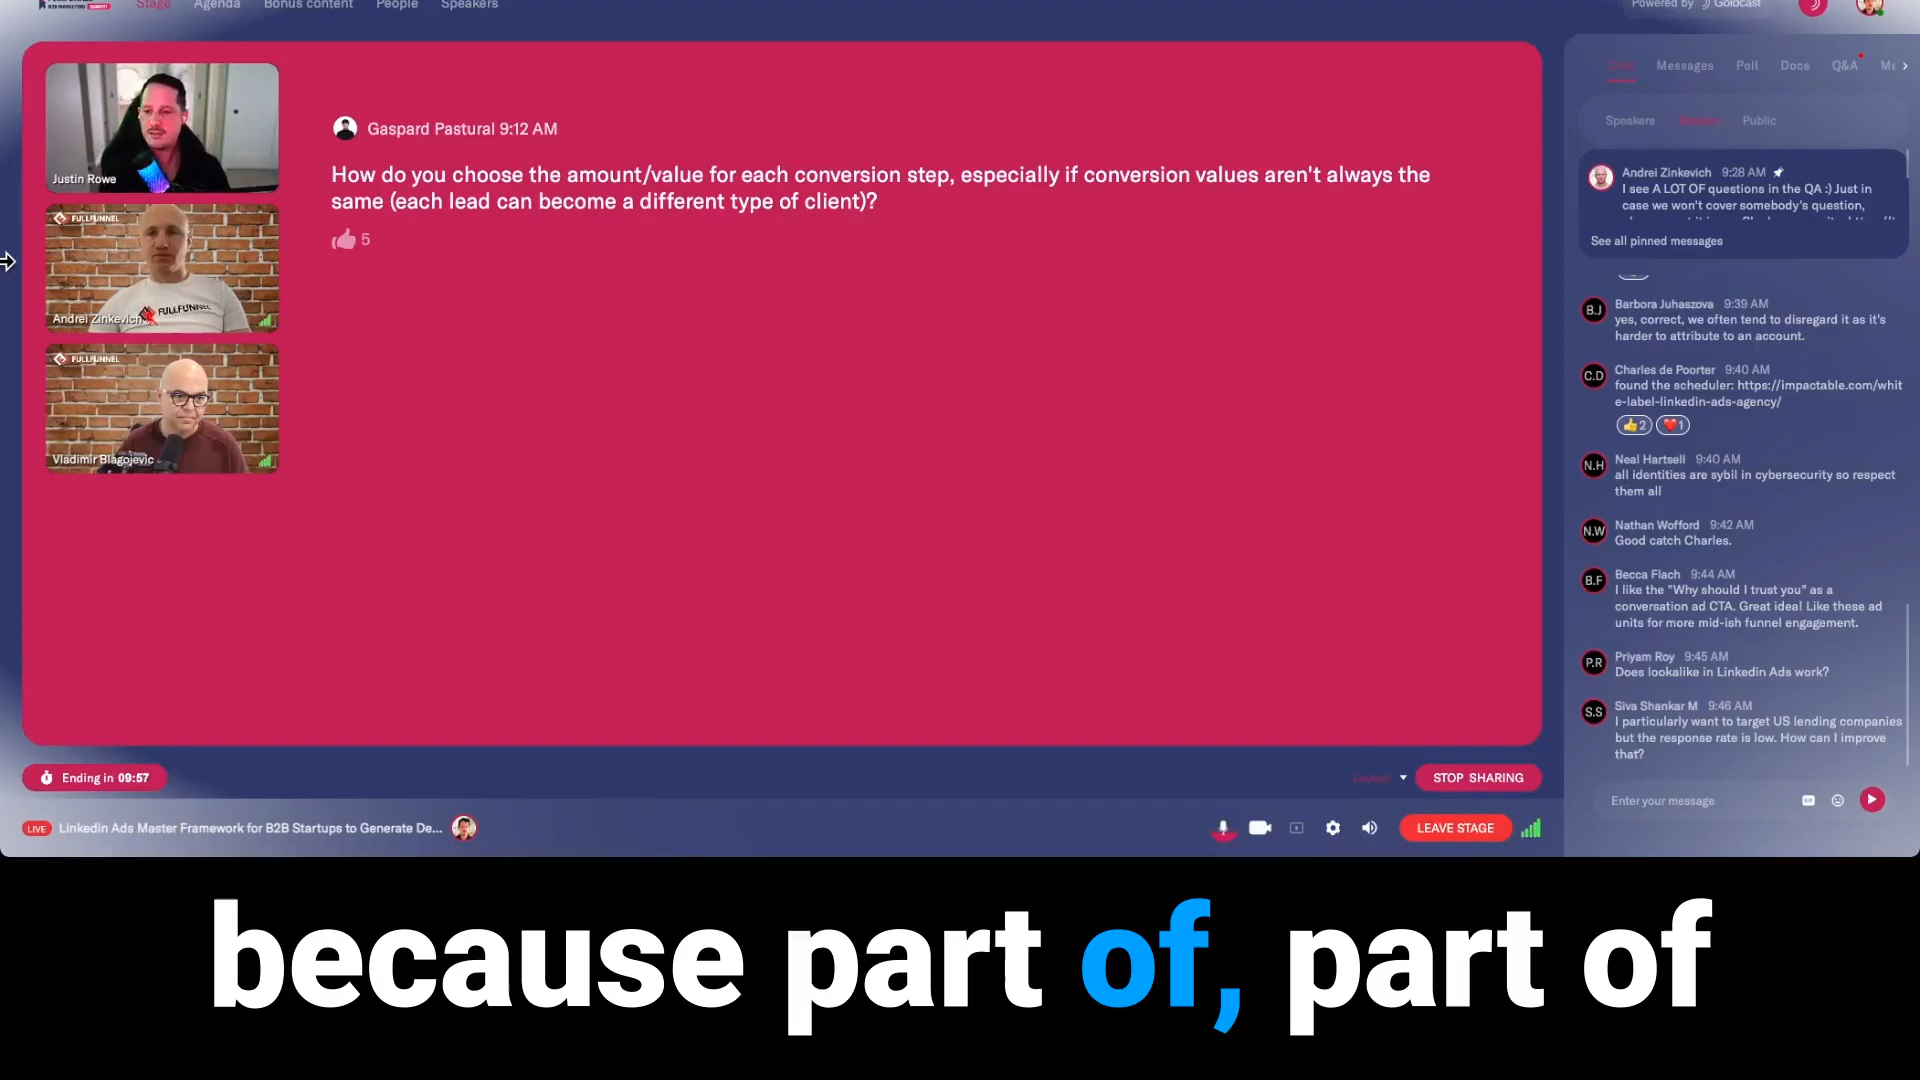 B2B MARKETING SUMMIT
Stage
Agenda
Bonus content
People
Speakers
Powered by Goldcast
Justin Rowe
FULLFUNNEL
FULLFUNNEL
Andrei Zinkevich
FULLFUNNEL
Vladimir Blagojevic
Gaspard Pastural 9:12 AM
How do you choose the amount/value for each conversion step, especially if conversion values aren't always the
same (each lead can become a different type of client)?
5
Chat
Messages
Poll
Docs
Q&A
Speakers
Public
Andrei Zinkevich 9:28 AM
I see A LOT OF questions in the QA :) Just in
case we won't cover somebody's question,
See all pinned messages
B.J
Barbora Juhaszova 9:39 AM
yes, correct, we often tend to disregard it as it's
harder to attribute to an account.
C.D
Charles de Poorter 9:40 AM
found the scheduler: https://impactable.com/whit
e-label-linkedin-ads-agency/
2
1
N.H
Neal Hartsell 9:40 AM
all identities are sybil in cybersecurity so respect
them all
N.W
Nathan Wofford 9:42 AM
Good catch Charles.
B.F
Becca Flach 9:44 AM
I like the "Why should I trust you" as a
conversation ad CTA. Great idea! Like these ad
units for more mid-ish funnel engagement.
P.R
Priyam Roy 9:45 AM
Does lookalike in Linkedin Ads work?
S.S
Siva Shankar M 9:46 AM
I particularly want to target US lending companies
but the response rate is low. How can I improve
that?
Enter your message
Ending in 09:57
Layout
STOP SHARING
LIVE
Linkedin Ads Master Framework for B2B Startups to Generate De...
LEAVE STAGE
because part of, part of